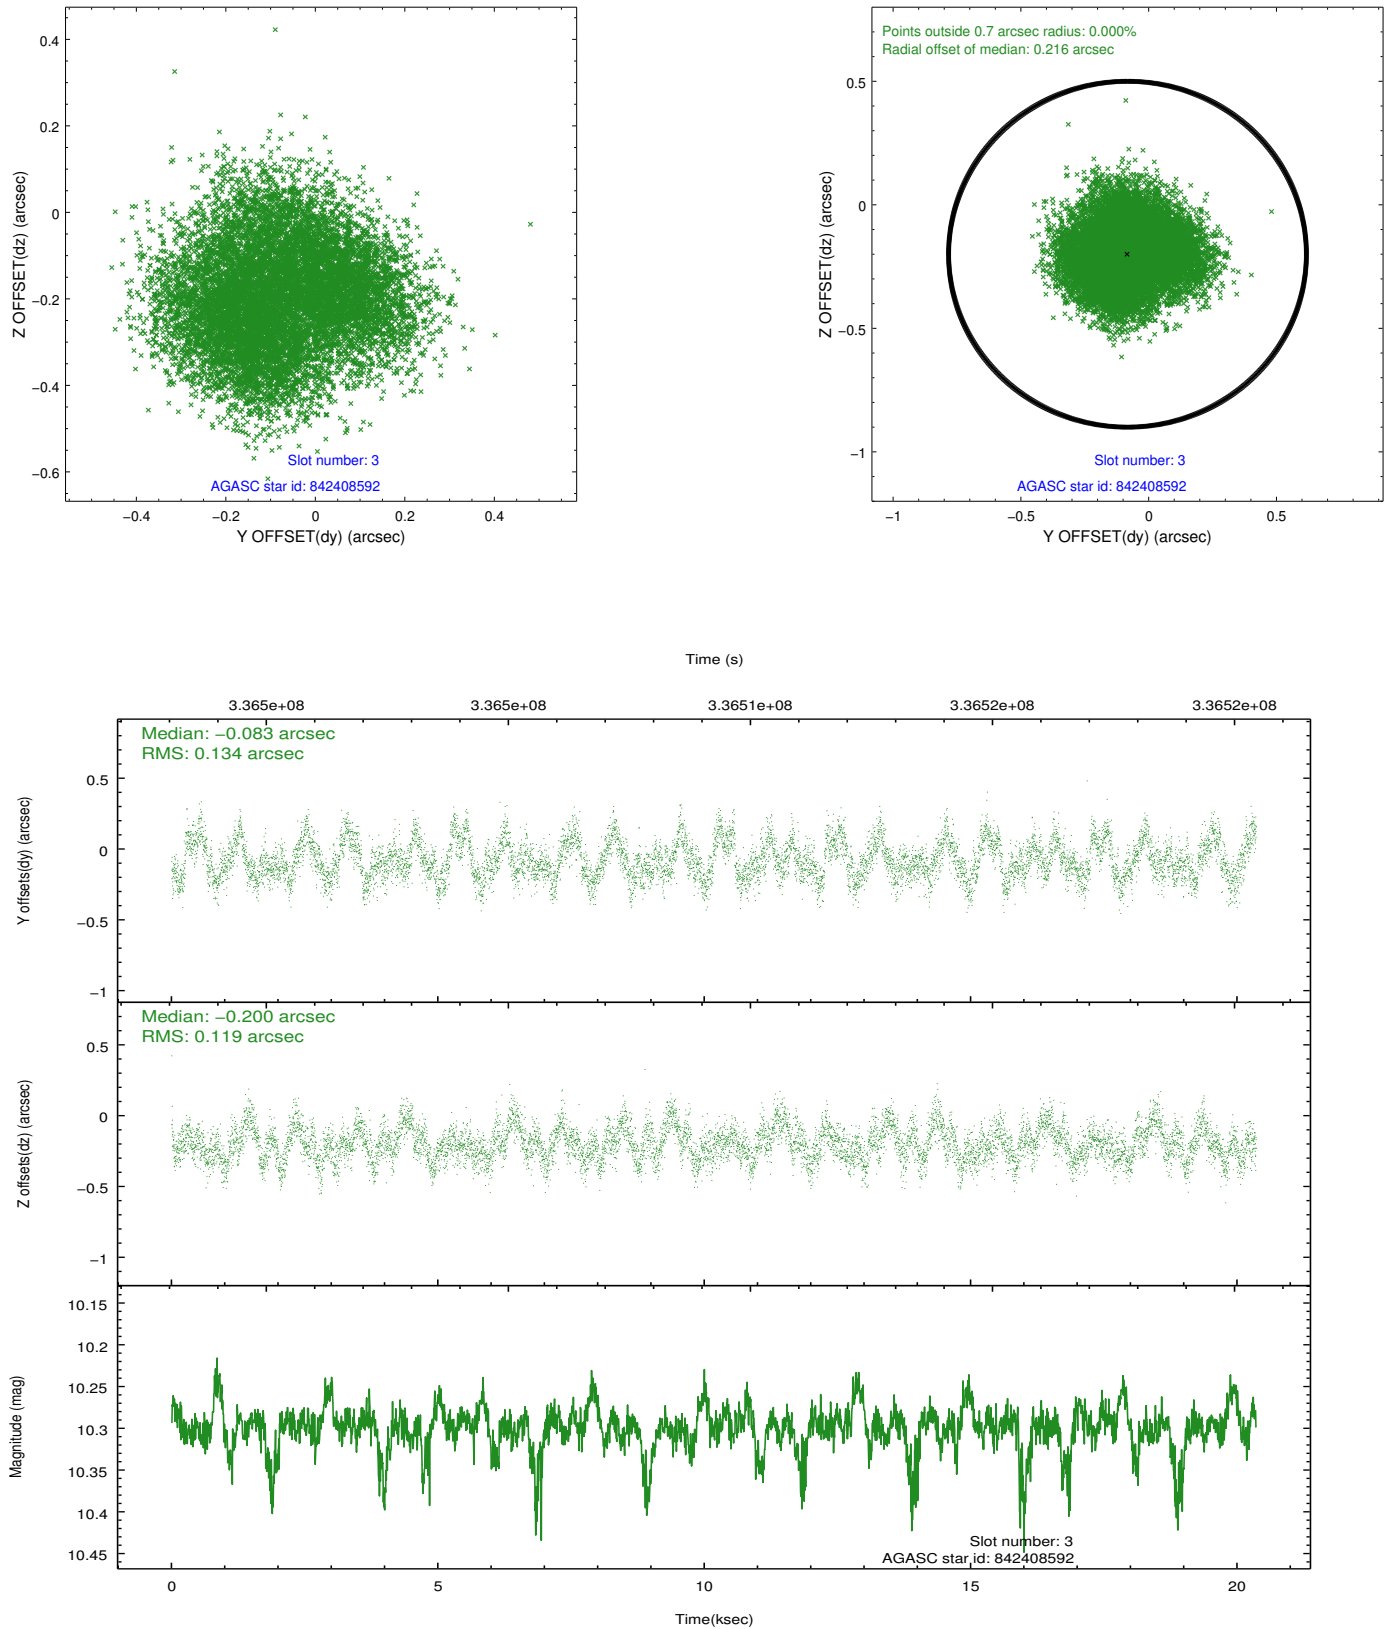 0.4
0.2
0
−0.2
−0.4
−0.6
Z OFFSET(dz) (arcsec)
Slot number: 3
AGASC star id: 842408592
−0.4
−0.2
0
0.2
0.4
Y OFFSET(dy) (arcsec)
Points outside 0.7 arcsec radius: 0.000%
Radial offset of median: 0.216 arcsec
0.5
0
−0.5
−1
Z OFFSET(dz) (arcsec)
Slot number: 3
AGASC star id: 842408592
−1
−0.5
0
0.5
Y OFFSET(dy) (arcsec)
Time (s)
3.365e+08
3.365e+08
3.3651e+08
3.3652e+08
3.3652e+08
Median: −0.083 arcsec
RMS: 0.134 arcsec
0.5
0
−0.5
−1
Y offsets(dy) (arcsec)
Median: −0.200 arcsec
RMS: 0.119 arcsec
0.5
0
−0.5
−1
Z offsets(dz) (arcsec)
10.15
10.2
10.25
10.3
10.35
10.4
10.45
Magnitude (mag)
Slot number: 3
AGASC star id: 842408592
0
5
10
15
20
Time(ksec)